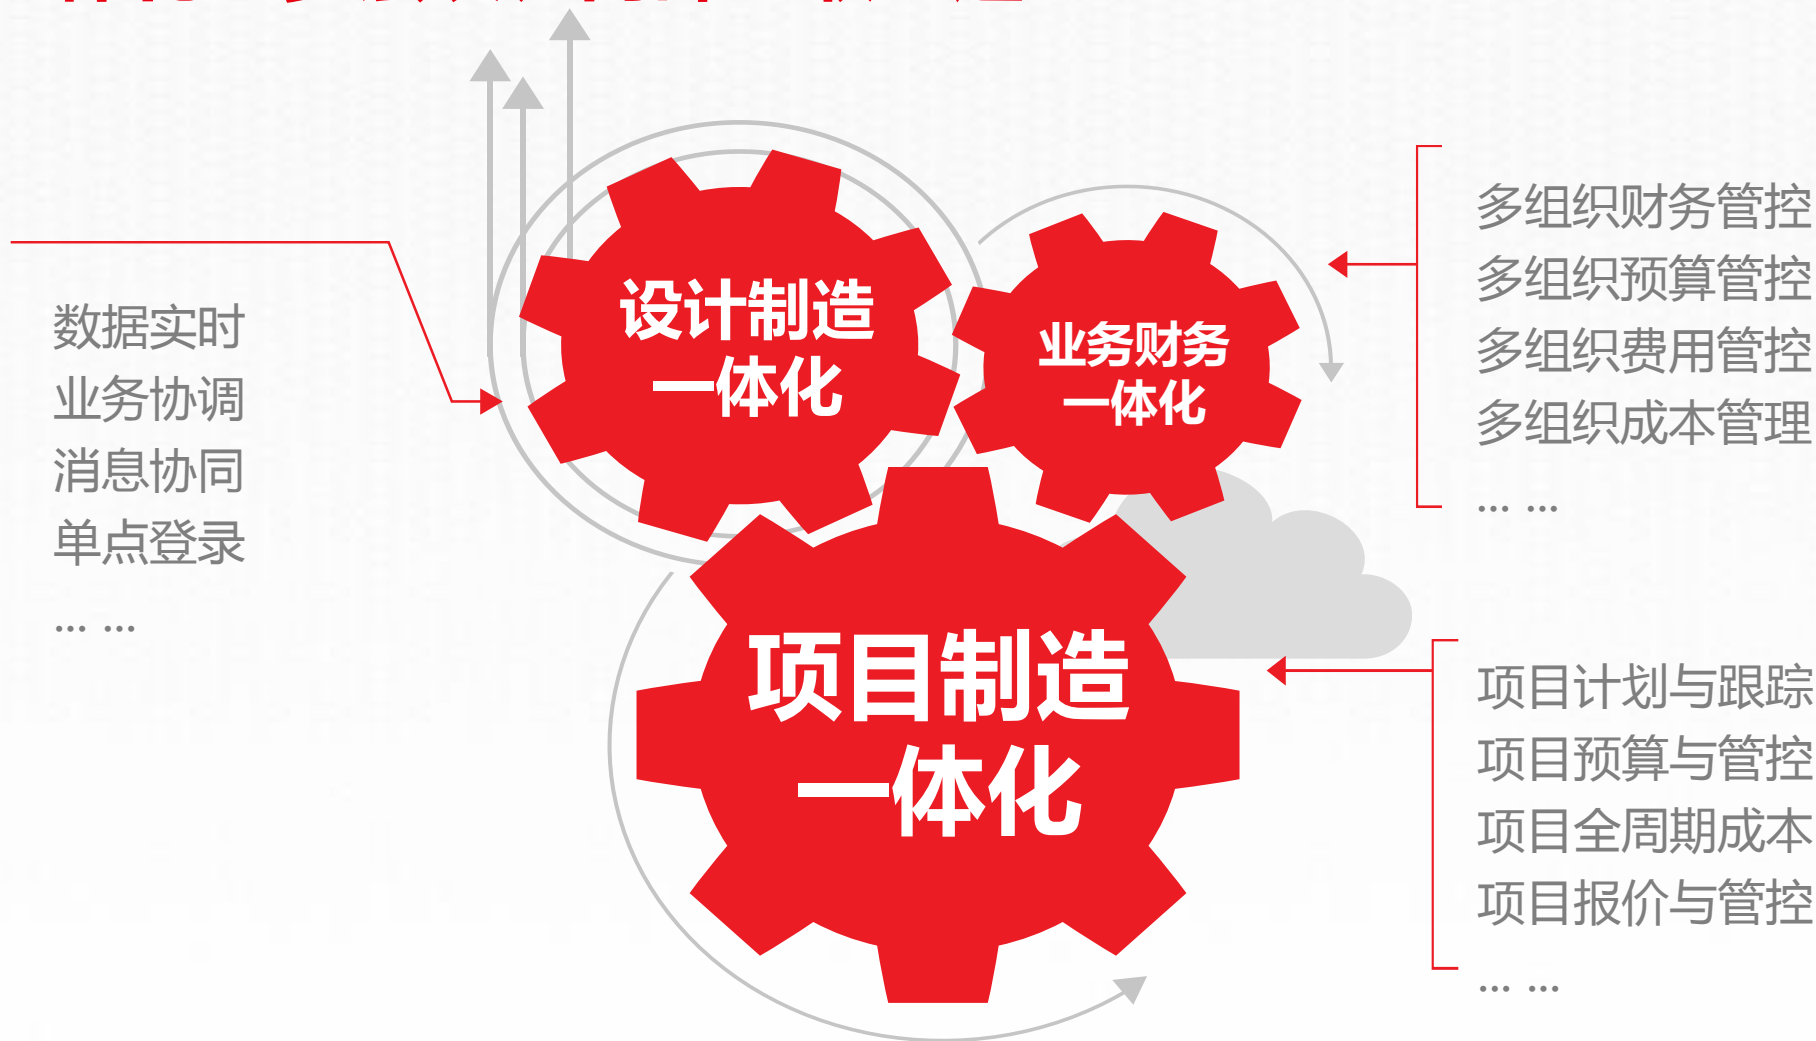 数据实时
业务协调
消息协同
单点登录
... ...
设计制造
一体化
业务财务
一体化
项目制造
一体化
多组织财务管控
多组织预算管控
多组织费用管控
多组织成本管理
... ...
项目计划与跟踪
项目预算与管控
项目全周期成本
项目报价与管控
... ...